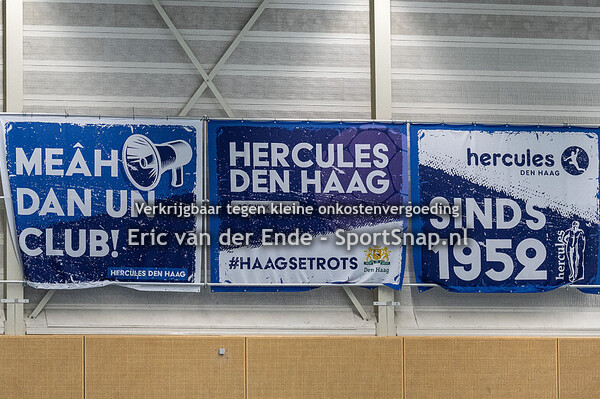 MEÂH
DAN UN
CLUB!
HERCULES DEN HAAG
HERCULES
DEN HAAG
#HAAGSETROTS
Den Haag
hercules
DEN HAAG
SINDS
1952
hercules
Verkrijgbaar tegen kleine onkostenvergoeding
Eric van der Ende - SportSnap.nl